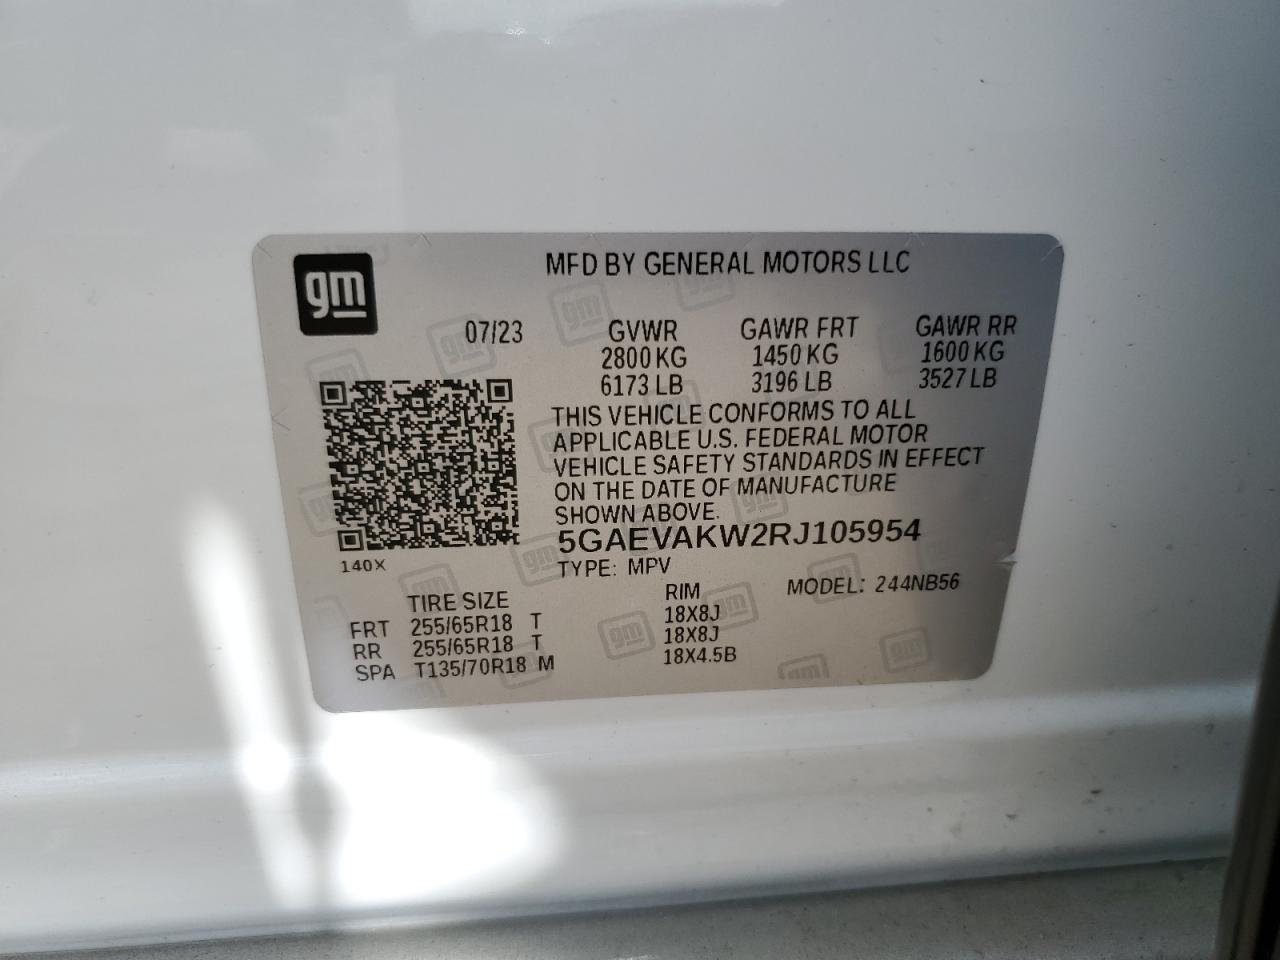 gm
MFD BY GENERAL MOTORS LLC
07/23 GVWR GAWR FRT GAWR RR
2800 KG 1450 KG 1600 KG
6173 LB 3196 LB 3527 LB
THIS VEHICLE CONFORMS TO ALL
APPLICABLE U.S. FEDERAL MOTOR
VEHICLE SAFETY STANDARDS IN EFFECT
ON THE DATE OF MANUFACTURE
SHOWN ABOVE.
5GAEVAKW2RJ105954
140X
TYPE: MPV
TIRE SIZE RIM MODEL: 244NB56
FRT 255/65R18 T 18X8J
RR 255/65R18 T 18X8J
SPA T135/70R18 M 18X4.5B